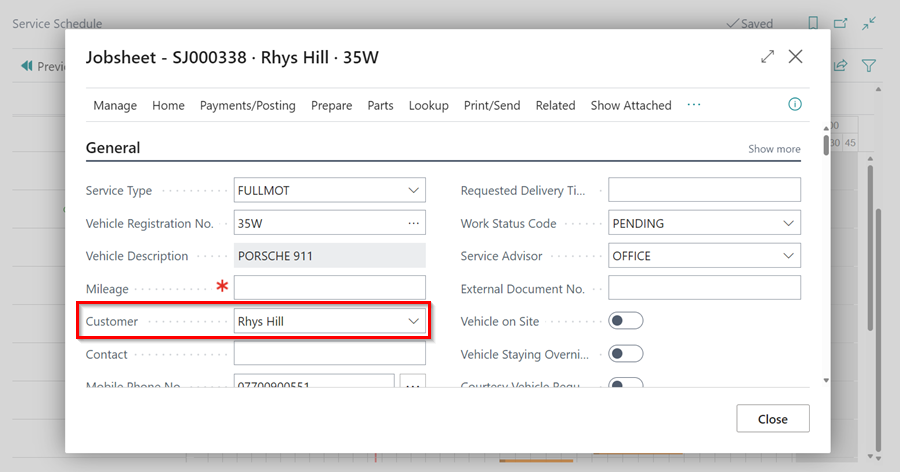 Service Schedule
Saved
Previ
Jobsheet - SJ000338 · Rhys Hill · 35W
Manage Home Payments/Posting Prepare Parts Lookup Print/Send Related Show Attached ···
General
Show more
Service Type FULLMOT
Vehicle Registration No. 35W ···
Vehicle Description PORSCHE 911
Mileage *
Customer Rhys Hill
Contact
Mobile Phone No. 07700900551 ···
Requested Delivery Ti...
Work Status Code PENDING
Service Advisor OFFICE
External Document No.
Vehicle on Site
Vehicle Staying Overni...
Courtesy Vehicle Requ...
00
30 45
Close